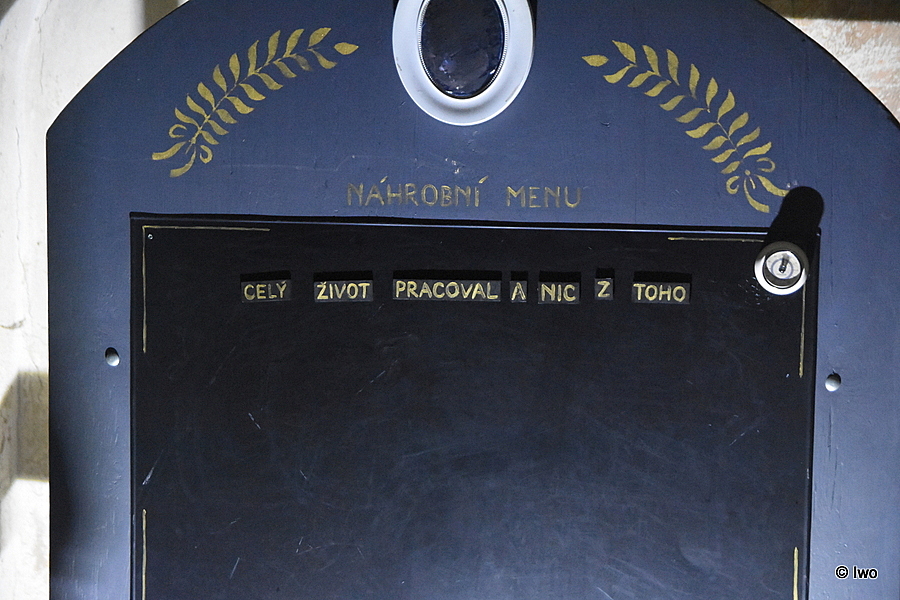 NÁHROBNÍ MENU
CELÝ ŽIVOT PRACOVAL A NIC Z TOHO
© Iwo